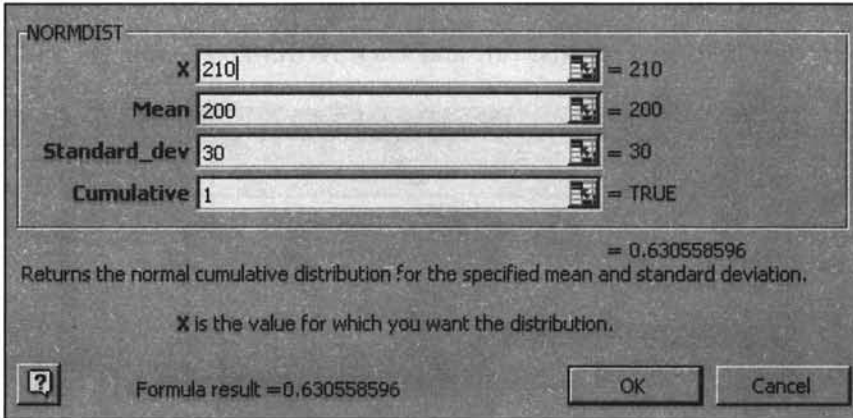 NORMDIST
X 210 = 210
Mean 200 = 200
Standard_dev 30 = 30
Cumulative 1 = TRUE
= 0.630558596
Returns the normal cumulative distribution for the specified mean and standard deviation.
X is the value for which you want the distribution.
? Formula result =0.630558596 OK Cancel